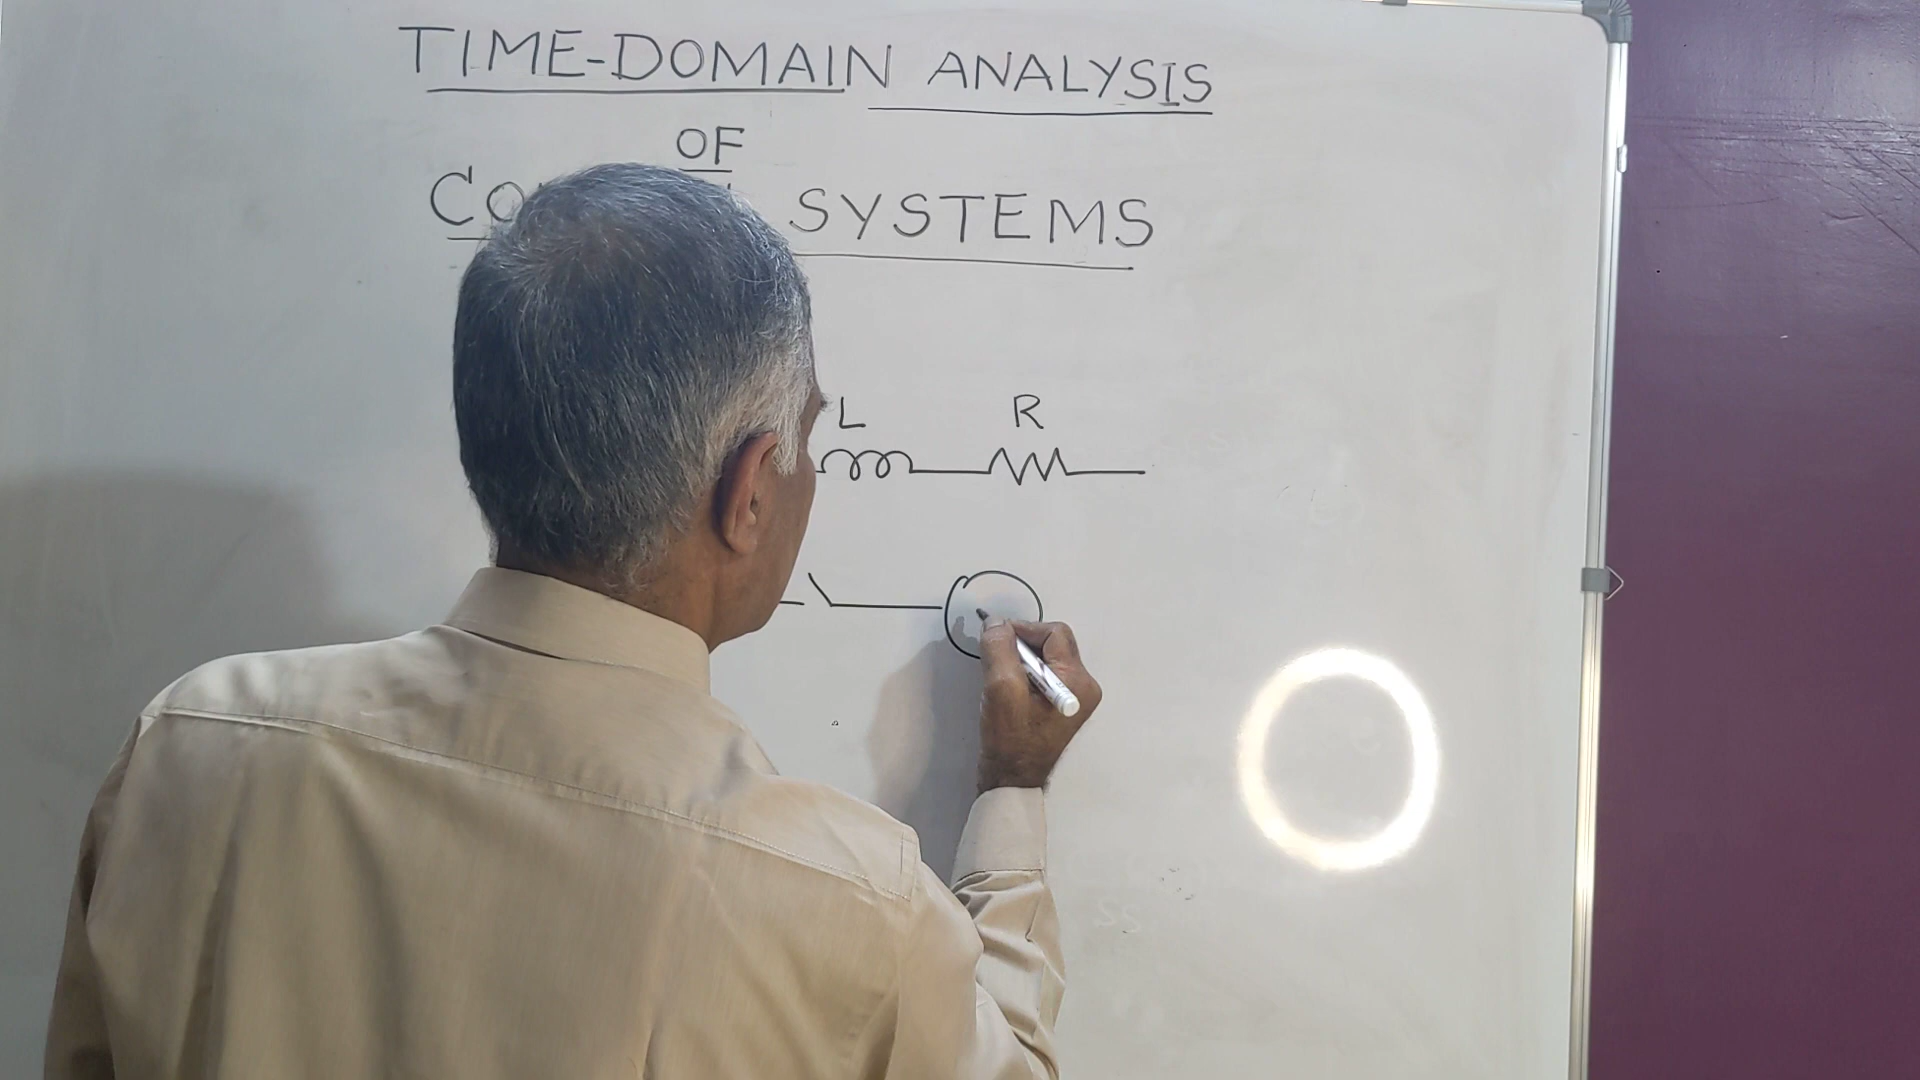 TIME-DOMAIN ANALYSIS
OF
SYSTEMS
L R